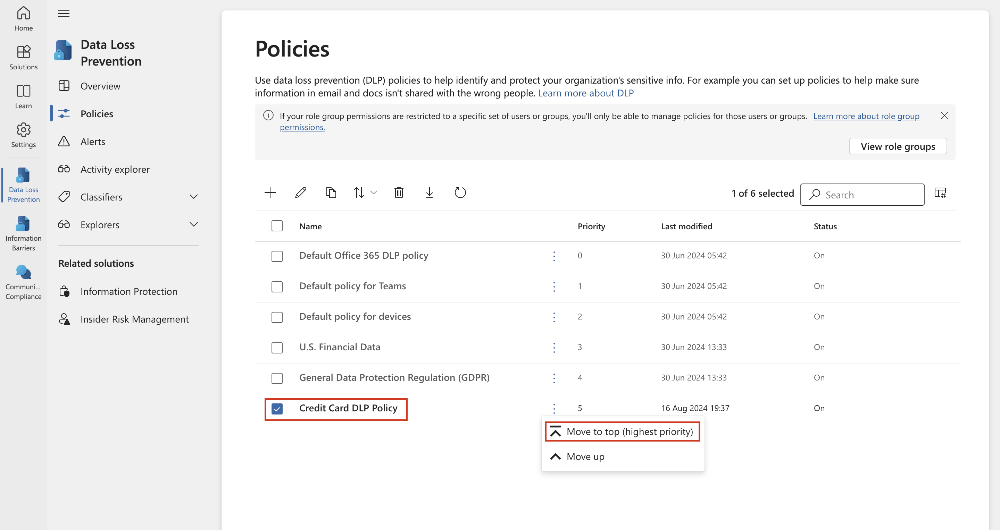 Home
Solutions
Learn
Settings
Data Loss
Prevention
Information
Barriers
Communi...
Compliance
Data Loss
Prevention
Overview
Policies
Alerts
Activity explorer
Classifiers
Explorers
Related solutions
Information Protection
Insider Risk Management
Policies
Use data loss prevention (DLP) policies to help identify and protect your organization's sensitive info. For example you can set up policies to help make sure
information in email and docs isn't shared with the wrong people. Learn more about DLP
If your role group permissions are restricted to a specific set of users or groups, you'll only be able to manage policies for those users or groups. Learn more about role group
permissions.
View role groups
1 of 6 selected Search
Name Priority Last modified Status
Default Office 365 DLP policy 0 30 Jun 2024 05:42 On
Default policy for Teams 1 30 Jun 2024 05:42 On
Default policy for devices 2 30 Jun 2024 05:42 On
U.S. Financial Data 3 30 Jun 2024 13:33 On
General Data Protection Regulation (GDPR) 4 30 Jun 2024 13:33 On
Credit Card DLP Policy 5 16 Aug 2024 19:37 On
Move to top (highest priority)
Move up